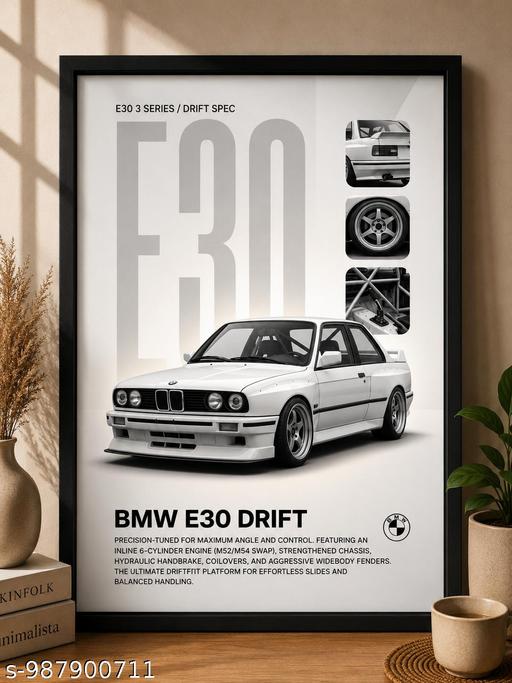 E30 3 SERIES / DRIFT SPEC
E30
BMW E30 DRIFT
BMW
PRECISION-TUNED FOR MAXIMUM ANGLE AND CONTROL. FEATURING AN
INLINE 6-CYLINDER ENGINE (M52/M54 SWAP), STRENGTHENED CHASSIS,
HYDRAULIC HANDBRAKE, COILOVERS, AND AGGRESSIVE WIDEBODY FENDERS.
THE ULTIMATE DRIFTFIT PLATFORM FOR EFFORTLESS SLIDES AND
BALANCED HANDLING.
KINFOLK
nimalista
s-987900711